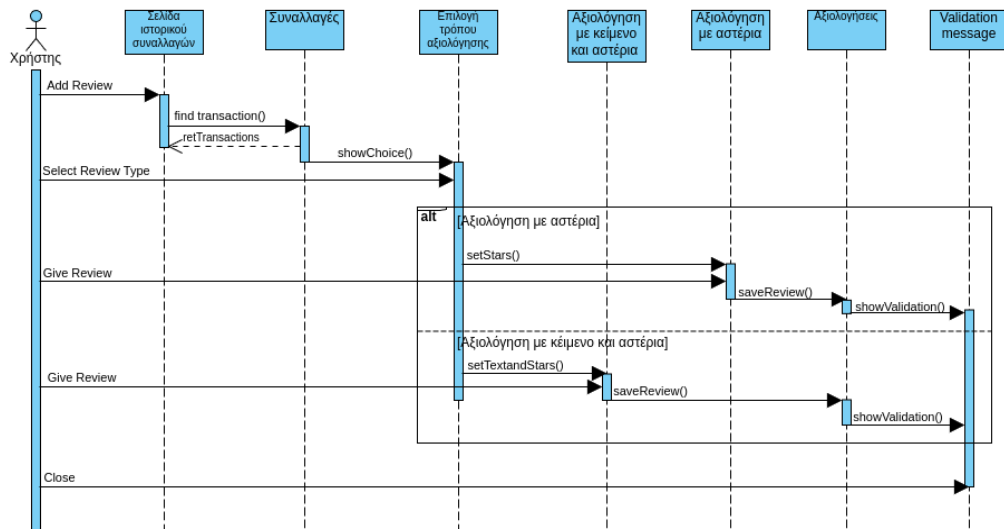 Χρήστης
Σελίδα
ιστορικού
συναλλαγών
Συναλλαγές
Επιλογή
τρόπου
αξιολόγησης
Αξιολόγηση
με κείμενο
και αστέρια
Αξιολόγηση
με αστέρια
Αξιολογήσεις
Validation
message
Add Review
find transaction()
retTransactions
showChoice()
Select Review Type
alt
[Αξιολόγηση με αστέρια]
setStars()
Give Review
saveReview()
showValidation()
[Αξιολόγηση με κέιμενο και αστέρια]
setTextandStars()
Give Review
saveReview()
showValidation()
Close